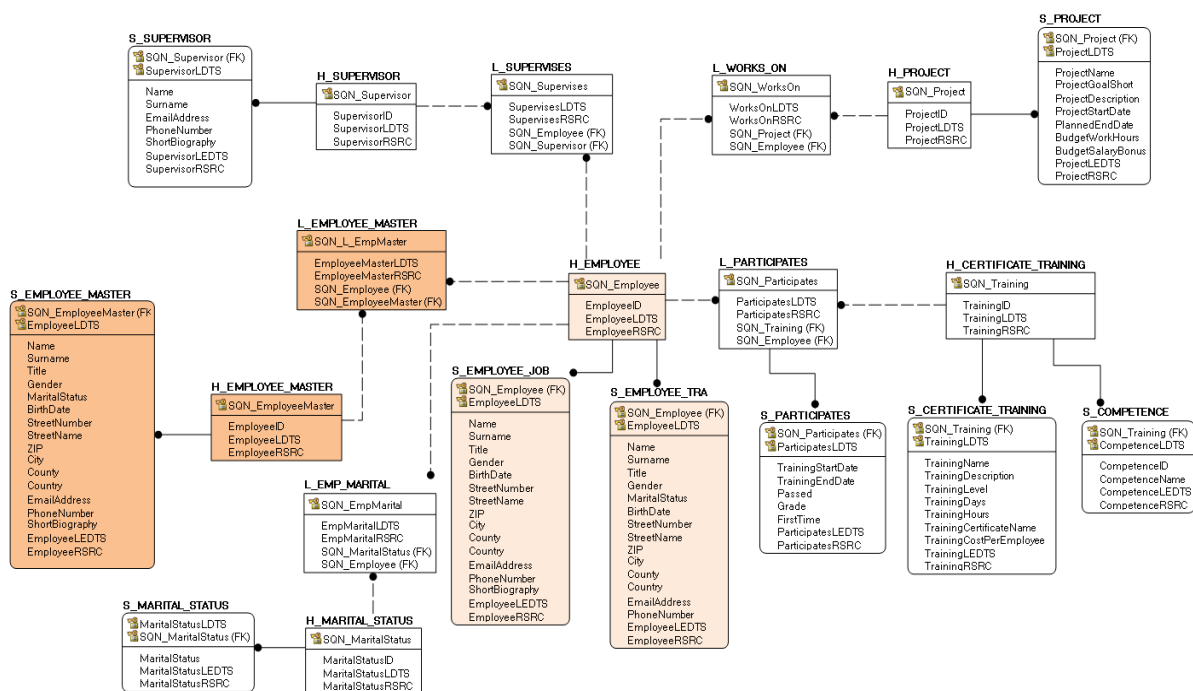 S_SUPERVISOR
SQN_Supervisor (FK)
SupervisorLDTS
Name
Surname
EmailAddress
PhoneNumber
ShortBiography
SupervisorLEDTS
SupervisorRSRC
H_SUPERVISOR
SQN_Supervisor
SupervisorID
SupervisorLDTS
SupervisorRSRC
L_SUPERVISES
SQN_Supervises
SupervisesLDTS
SupervisesRSRC
SQN_Employee (FK)
SQN_Supervisor (FK)
L_WORKS_ON
SQN_WorksOn
WorksOnLDTS
WorksOnRSRC
SQN_Project (FK)
SQN_Employee (FK)
H_PROJECT
SQN_Project
ProjectID
ProjectLDTS
ProjectRSRC
S_PROJECT
SQN_Project (FK)
ProjectLDTS
ProjectName
ProjectGoalShort
ProjectDescription
ProjectStartDate
PlannedEndDate
BudgetWorkHours
BudgetSalaryBonus
ProjectLEDTS
ProjectRSRC
L_EMPLOYEE_MASTER
SQN_L_EmpMaster
EmployeeMasterLDTS
EmployeeMasterRSRC
SQN_Employee (FK)
SQN_EmployeeMaster (FK)
H_EMPLOYEE
SQN_Employee
EmployeeID
EmployeeLDTS
EmployeeRSRC
L_PARTICIPATES
SQN_Participates
ParticipatesLDTS
ParticipatesRSRC
SQN_Training (FK)
SQN_Employee (FK)
H_CERTIFICATE_TRAINING
SQN_Training
TrainingID
TrainingLDTS
TrainingRSRC
S_EMPLOYEE_MASTER
SQN_EmployeeMaster (FK
EmployeeLDTS
Name
Surname
Title
Gender
MaritalStatus
BirthDate
StreetNumber
StreetName
ZIP
City
County
Country
EmailAddress
PhoneNumber
ShortBiography
EmployeeLEDTS
EmployeeRSRC
H_EMPLOYEE_MASTER
SQN_EmployeeMaster
EmployeeID
EmployeeLDTS
EmployeeRSRC
S_EMPLOYEE_JOB
SQN_Employee (FK)
EmployeeLDTS
Name
Surname
Title
Gender
BirthDate
StreetNumber
StreetName
ZIP
City
County
Country
EmailAddress
PhoneNumber
ShortBiography
EmployeeLEDTS
EmployeeRSRC
S_EMPLOYEE_TRA
SQN_Employee (FK)
EmployeeLDTS
Name
Surname
Title
Gender
MaritalStatus
BirthDate
StreetNumber
StreetName
ZIP
City
County
Country
EmailAddress
PhoneNumber
EmployeeLEDTS
EmployeeRSRC
S_PARTICIPATES
SQN_Participates (FK)
ParticipatesLDTS
TrainingStartDate
TrainingEndDate
Passed
Grade
FirstTime
ParticipatesLEDTS
ParticipatesRSRC
S_CERTIFICATE_TRAINING
SQN_Training (FK)
TrainingLDTS
TrainingName
TrainingDescription
TrainingLevel
TrainingDays
TrainingHours
TrainingCertificateName
TrainingCostPerEmployee
TrainingLEDTS
TrainingRSRC
S_COMPETENCE
SQN_Training (FK)
CompetenceLDTS
CompetenceID
CompetenceName
CompetenceLEDTS
CompetenceRSRC
L_EMP_MARITAL
SQN_EmpMarital
EmpMaritalLDTS
EmpMaritalRSRC
SQN_MaritalStatus (FK)
SQN_Employee (FK)
S_MARITAL_STATUS
MaritalStatusLDTS
SQN_MaritalStatus (FK)
MaritalStatus
MaritalStatusLEDTS
MaritalStatusRSRC
H_MARITAL_STATUS
SQN_MaritalStatus
MaritalStatusID
MaritalStatusLDTS
MaritalStatusRSRC